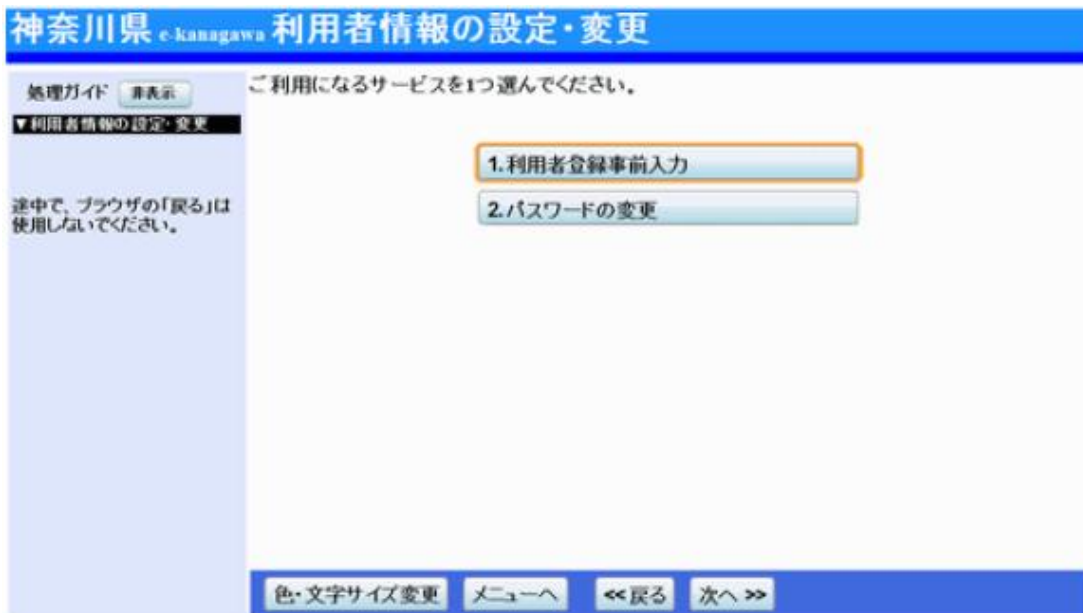 神奈川県 e-kanagawa 利用者情報の設定・変更
処理ガイド 非表示
▼利用者情報の設定・変更
途中で、ブラウザの「戻る」は
使用しないでください。
ご利用になるサービスを1つ選んでください。
1.利用者登録事前入力
2.パスワードの変更
色・文字サイズ変更 メニューへ <<戻る 次へ >>